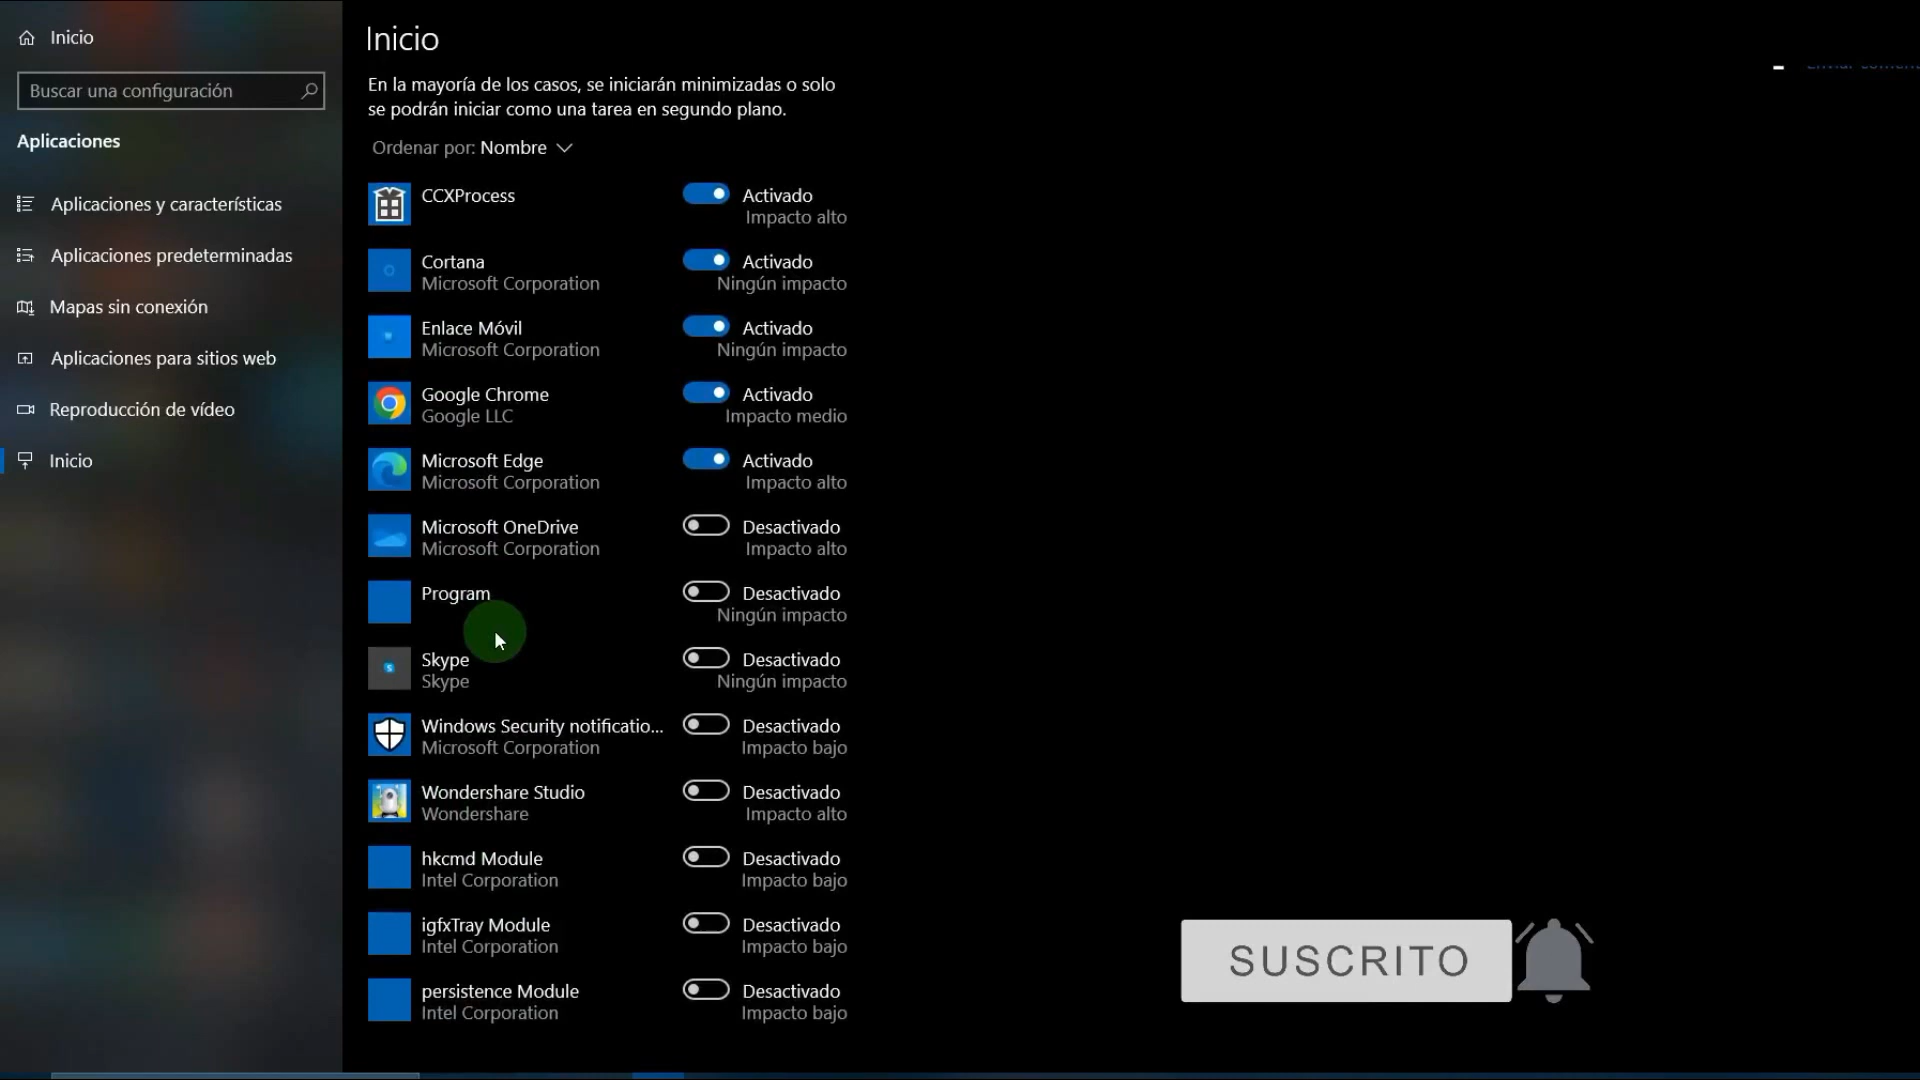 Inicio
Buscar una configuración
Aplicaciones
Aplicaciones y características
Aplicaciones predeterminadas
Mapas sin conexión
Aplicaciones para sitios web
Reproducción de vídeo
Inicio
Inicio
En la mayoría de los casos, se iniciarán minimizadas o solo
se podrán iniciar como una tarea en segundo plano.
Ordenar por: Nombre
CCXProcess
Activado
Impacto alto
Cortana
Microsoft Corporation
Activado
Ningún impacto
Enlace Móvil
Microsoft Corporation
Activado
Ningún impacto
Google Chrome
Google LLC
Activado
Impacto medio
Microsoft Edge
Microsoft Corporation
Activado
Impacto alto
Microsoft OneDrive
Microsoft Corporation
Desactivado
Impacto alto
Program
Desactivado
Ningún impacto
Skype
Skype
Desactivado
Ningún impacto
Windows Security notificatio...
Microsoft Corporation
Desactivado
Impacto bajo
Wondershare Studio
Wondershare
Desactivado
Impacto alto
hkcmd Module
Intel Corporation
Desactivado
Impacto bajo
igfxTray Module
Intel Corporation
Desactivado
Impacto bajo
persistence Module
Intel Corporation
Desactivado
Impacto bajo
SUSCRITO